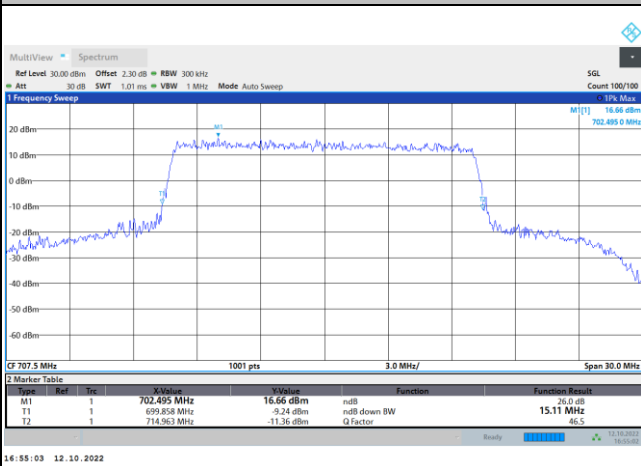 MultiView Spectrum
Ref Level 30.00 dBm Offset 2.30 dB RBW 300 kHz SGL
Att 30 dB SWT 1.01 ms VBW 1 MHz Mode Auto Sweep Count 100/100
1 Frequency Sweep 1Pk Max
M1[1] 16.66 dBm
702.495 0 MHz
M1
20 dBm
10 dBm
0 dBm
T1
-10 dBm
T2
-20 dBm
-30 dBm
-40 dBm
-50 dBm
-60 dBm
CF 707.5 MHz 1001 pts 3.0 MHz/ Span 30.0 MHz
2 Marker Table
Type Ref Trc X-Value Y-Value Function Function Result
M1 1 702.495 MHz 16.66 dBm ndB 26.0 dB
T1 1 699.858 MHz -9.24 dBm ndB down BW 15.11 MHz
T2 1 714.963 MHz -11.36 dBm Q Factor 46.5
Ready 12.10.2022
16:55:02
16:55:03 12.10.2022